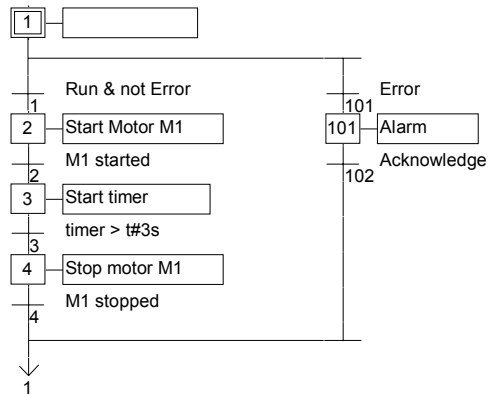 1
Run & not Error
Error
1
101
2
Start Motor M1
101
Alarm
M1 started
Acknowledge
2
102
3
Start timer
timer > t#3s
3
4
Stop motor M1
M1 stopped
4
1